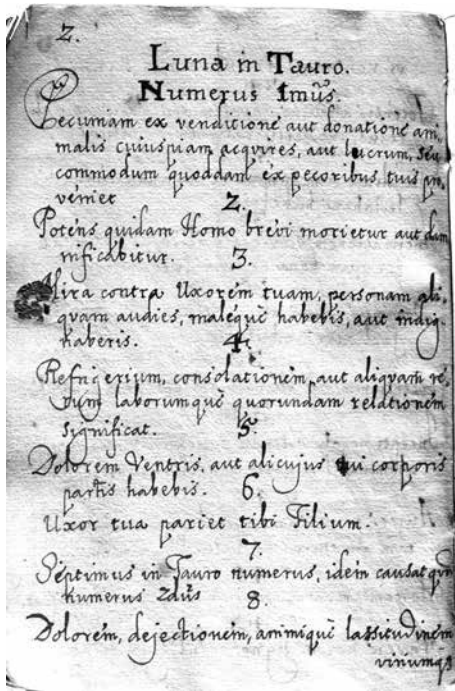 2.
Luna in Tauro.
Numerus 1mus.
Pecuniam ex venditione aut donatione ani,
malis cuiuspiam acquires, aut lucrum, seu
commodum quoddam ex pecoribus, tuis pro,
veniet
2.
Potens quidam Homo brevi morietur aut dam
nificabitur.
3.
Mira contra Uxorem tuam, personam ali,
quam audies, maleque habebis, aut indig,
haberis.
4.
Refrigerium, consolationem, aut aliquam re,
rum laborumque quorundam relationem
significat.
5.
Dolorem Ventris, aut alicujus tui corporis
partis habebis.
6.
Uxor tua pariet tibi Filium.
7.
Septimus in Tauro numerus, idem causat
numerus 2dus
8.
Dolorem, dejectionem, animique lassitudinem